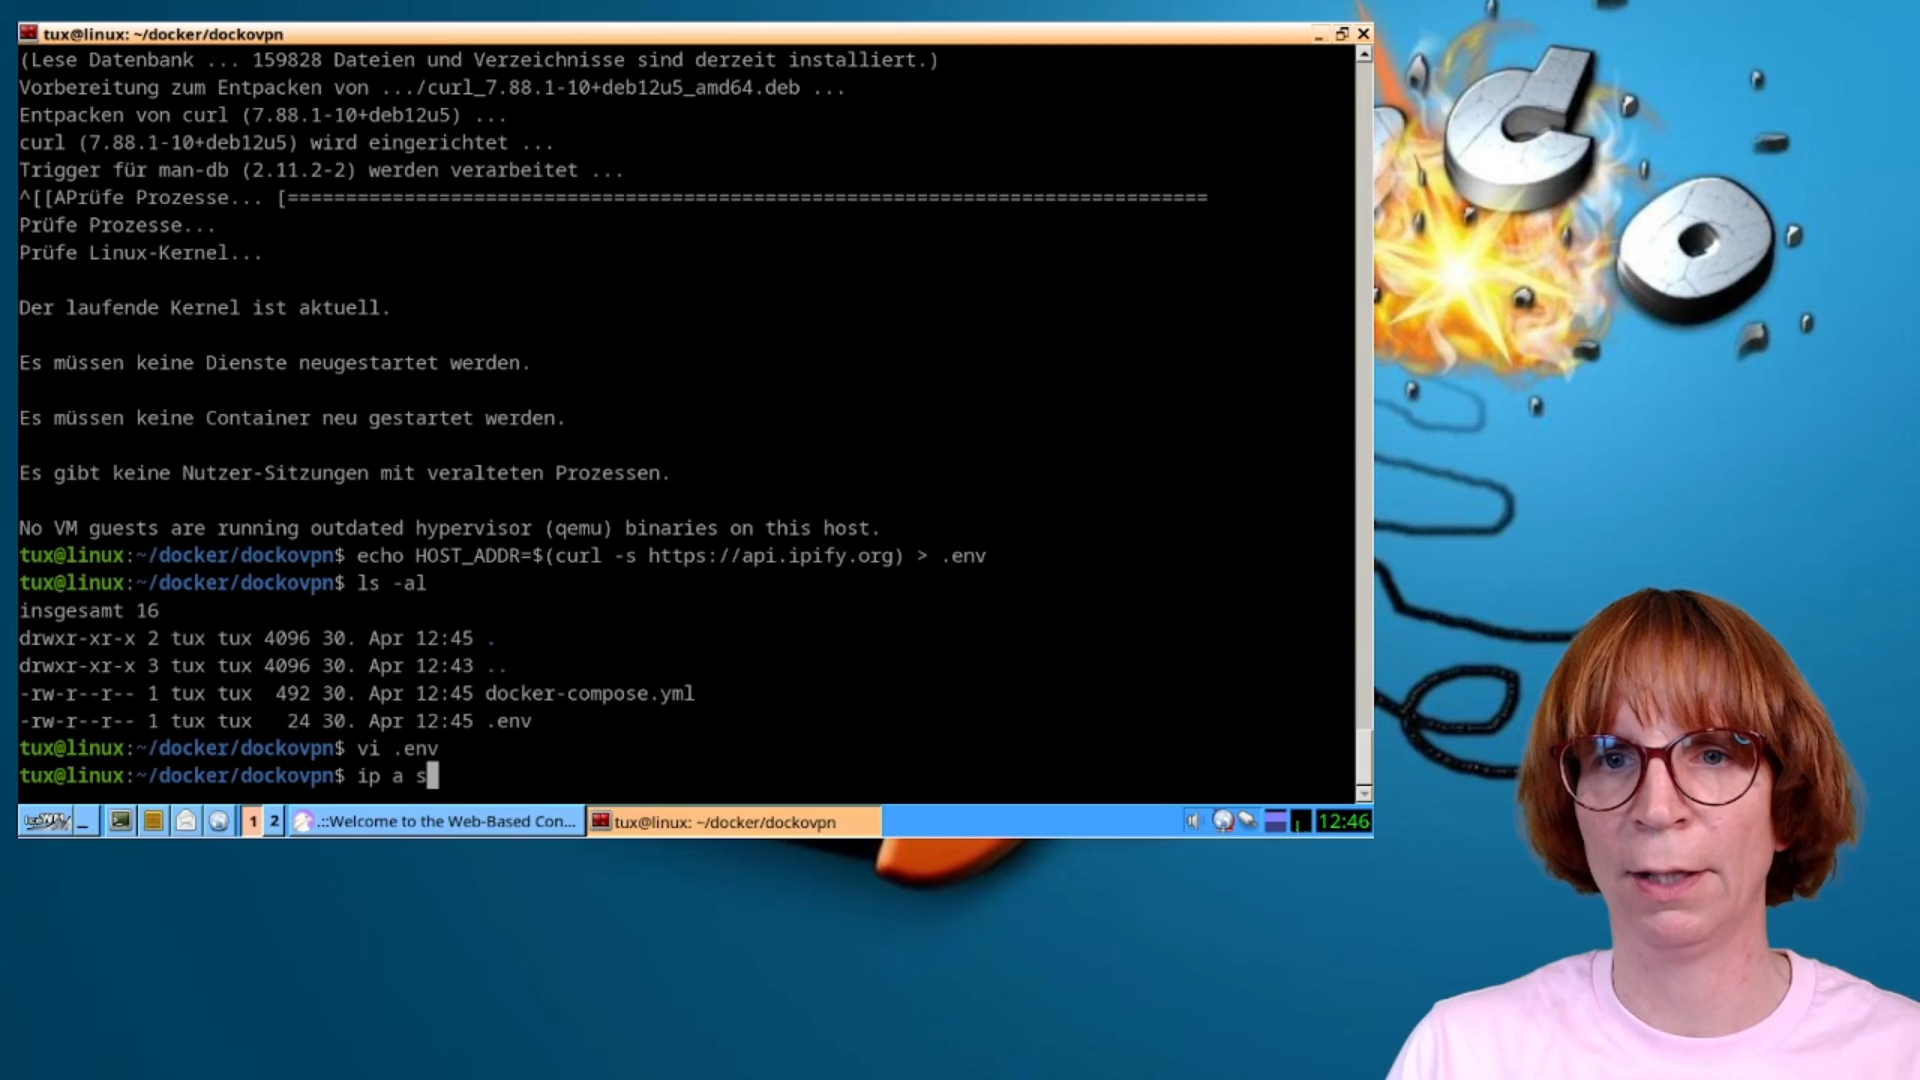 tux@linux: ~/docker/dockovpn
(Lese Datenbank ... 159828 Dateien und Verzeichnisse sind derzeit installiert.)
Vorbereitung zum Entpacken von .../curl_7.88.1-10+deb12u5_amd64.deb ...
Entpacken von curl (7.88.1-10+deb12u5) ...
curl (7.88.1-10+deb12u5) wird eingerichtet ...
Trigger für man-db (2.11.2-2) werden verarbeitet ...
^[[APrüfe Prozesse... [===============================================================================
Prüfe Prozesse...
Prüfe Linux-Kernel...
Der laufende Kernel ist aktuell.
Es müssen keine Dienste neugestartet werden.
Es müssen keine Container neu gestartet werden.
Es gibt keine Nutzer-Sitzungen mit veralteten Prozessen.
No VM guests are running outdated hypervisor (qemu) binaries on this host.
tux@linux:~/docker/dockovpn$ echo HOST_ADDR=$(curl -s https://api.ipify.org) > .env
tux@linux:~/docker/dockovpn$ ls -al
insgesamt 16
drwxr-xr-x 2 tux tux 4096 30. Apr 12:45 .
drwxr-xr-x 3 tux tux 4096 30. Apr 12:43 ..
-rw-r--r-- 1 tux tux  492 30. Apr 12:45 docker-compose.yml
-rw-r--r-- 1 tux tux   24 30. Apr 12:45 .env
tux@linux:~/docker/dockovpn$ vi .env
tux@linux:~/docker/dockovpn$ ip a s
1 2 .::Welcome to the Web-Based Con... tux@linux: ~/docker/dockovpn 12:46